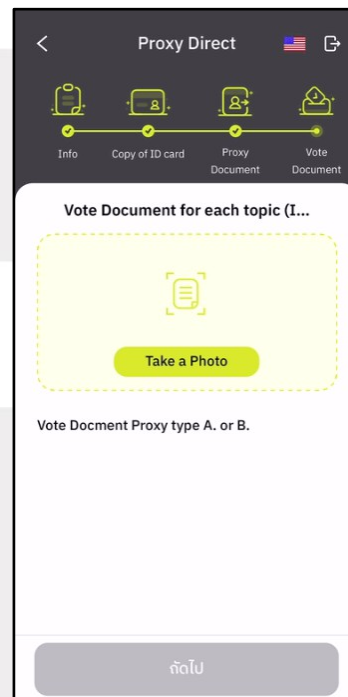 Proxy Direct
Info
Copy of ID card
Proxy
Document
Vote
Document
Vote Document for each topic (I...
Take a Photo
Vote Docment Proxy type A. or B.
ถัดไป